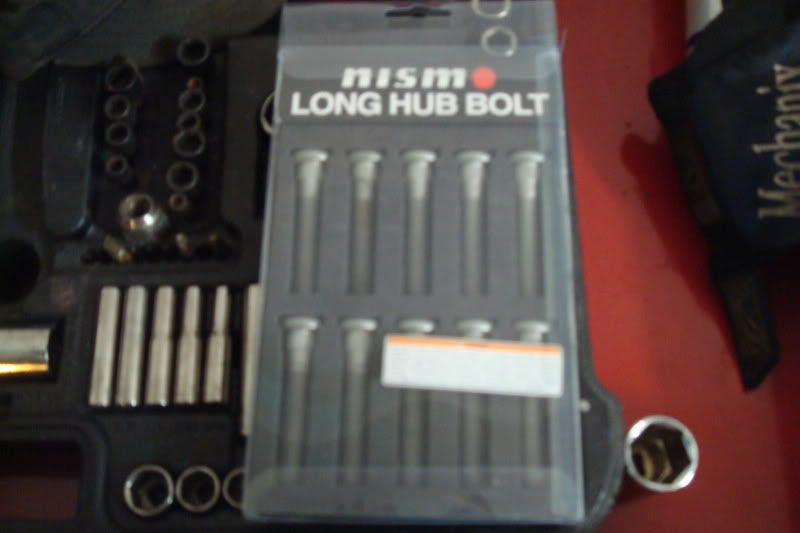 nismo
LONG HUB BOLT
Mechanix